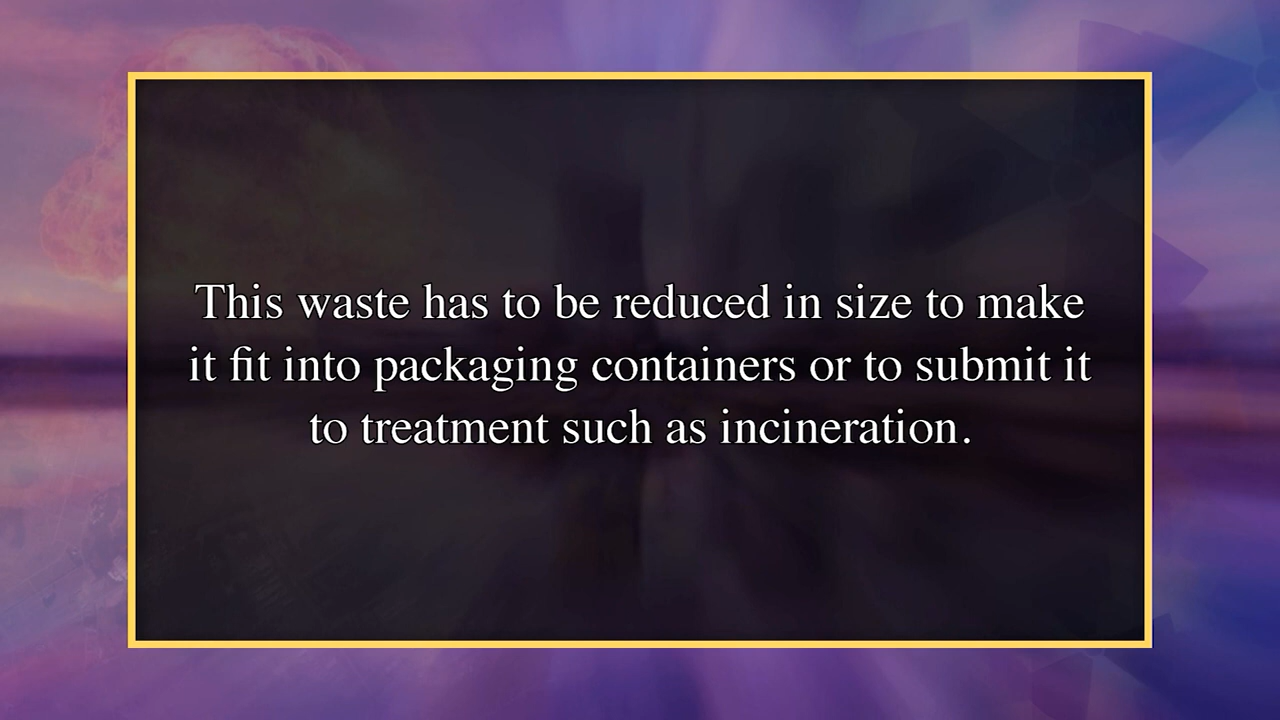 This waste has to be reduced in size to make
it fit into packaging containers or to submit it
to treatment such as incineration.